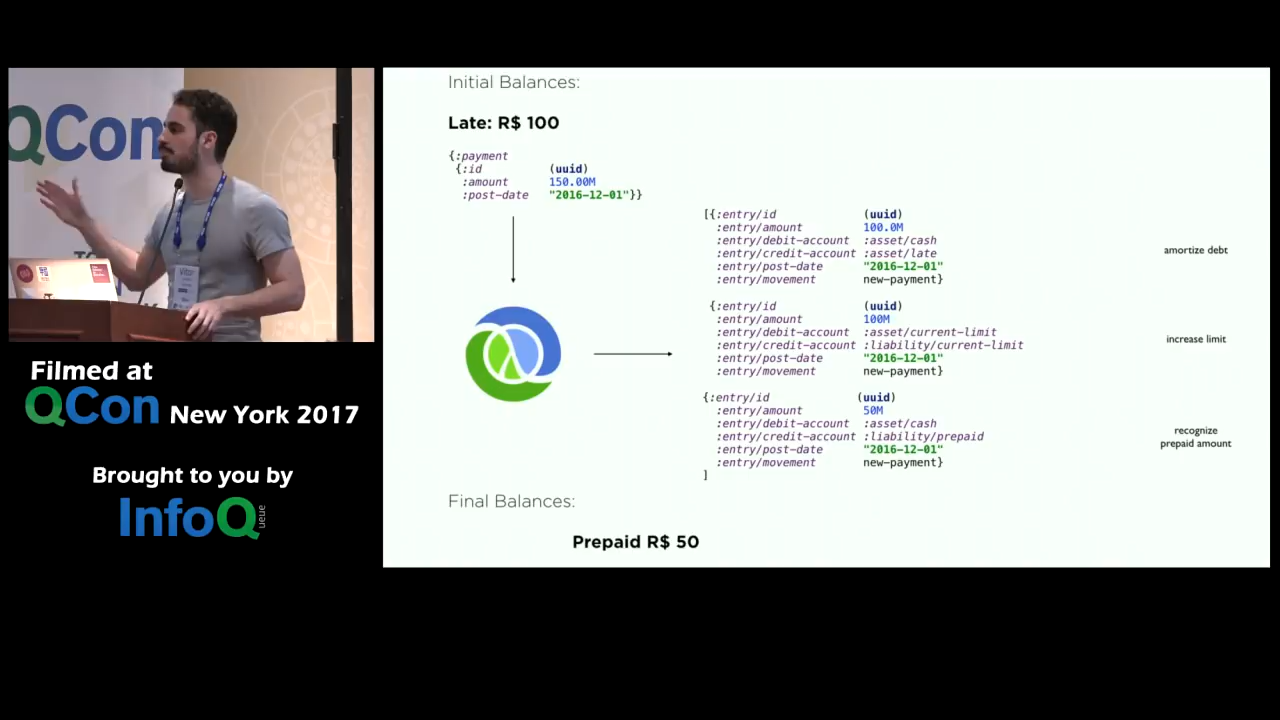 QCon
Vitor
Filmed at
QCon New York 2017
Brought to you by
InfoQ
ueue
Initial Balances:
Late: R$ 100
{:payment
{:id (uuid)
:amount 150.00M
:post-date "2016-12-01"}}
[{:entry/id (uuid)
:entry/amount 100.0M
:entry/debit-account :asset/cash
:entry/credit-account :asset/late
:entry/post-date "2016-12-01"
:entry/movement new-payment}
amortize debt
{:entry/id (uuid)
:entry/amount 100M
:entry/debit-account :asset/current-limit
:entry/credit-account :liability/current-limit
:entry/post-date "2016-12-01"
:entry/movement new-payment}
increase limit
{:entry/id (uuid)
:entry/amount 50M
:entry/debit-account :asset/cash
:entry/credit-account :liability/prepaid
:entry/post-date "2016-12-01"
:entry/movement new-payment}
]
recognize
prepaid amount
Final Balances:
Prepaid R$ 50